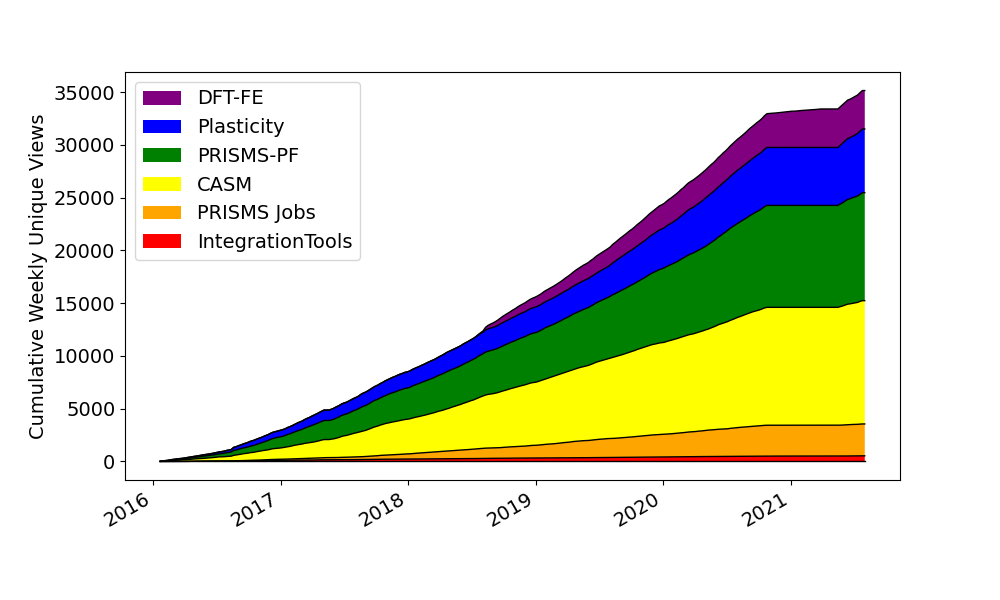 DFT-FE
Plasticity
PRISMS-PF
CASM
PRISMS Jobs
IntegrationTools
Cumulative Weekly Unique Views
35000
30000
25000
20000
15000
10000
5000
0
2016
2017
2018
2019
2020
2021